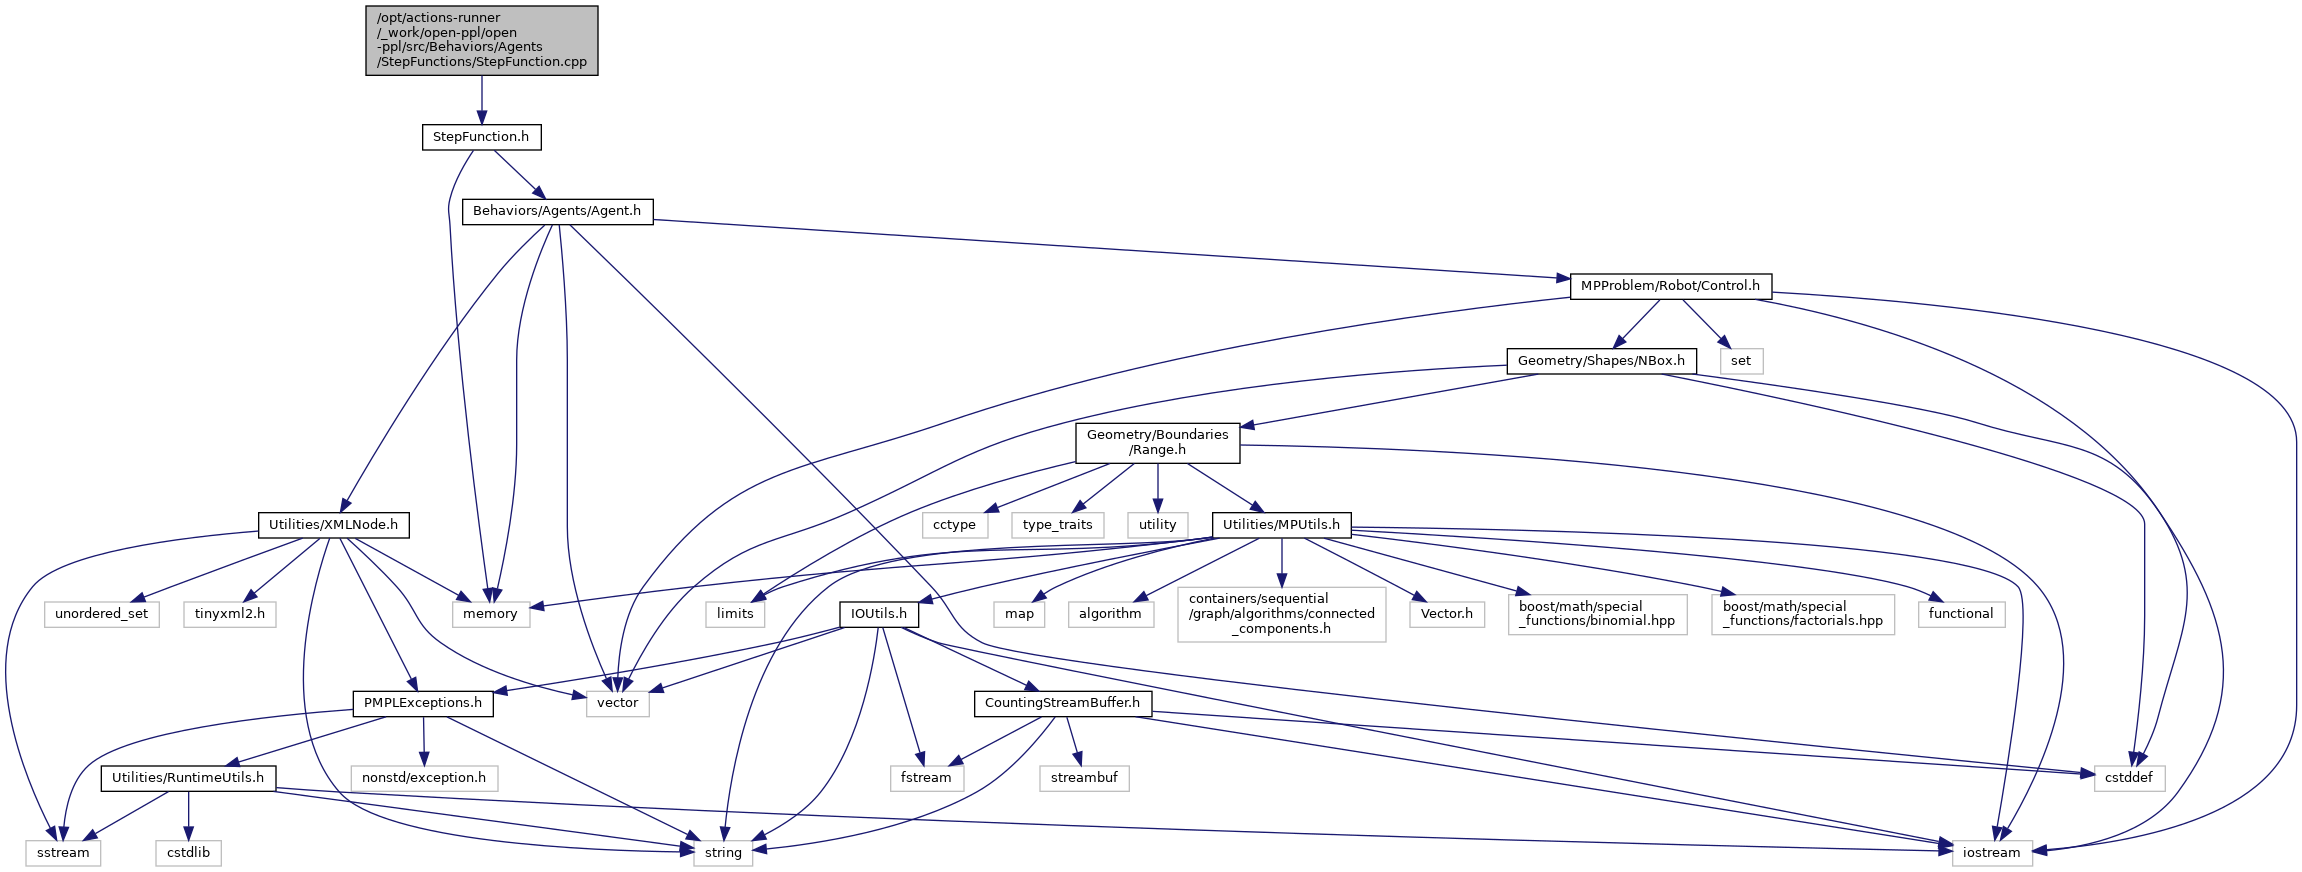 /opt/actions-runner
/_work/open-ppl/open
-ppl/src/Behaviors/Agents
/StepFunctions/StepFunction.cpp
StepFunction.h
Behaviors/Agents/Agent.h
MPProblem/Robot/Control.h
Geometry/Shapes/NBox.h
set
Geometry/Boundaries
/Range.h
Utilities/XMLNode.h
cctype
type_traits
utility
Utilities/MPUtils.h
unordered_set
tinyxml2.h
memory
limits
IOUtils.h
map
algorithm
containers/sequential
/graph/algorithms/connected
_components.h
Vector.h
boost/math/special
_functions/binomial.hpp
boost/math/special
_functions/factorials.hpp
functional
PMPLExceptions.h
vector
CountingStreamBuffer.h
Utilities/RuntimeUtils.h
nonstd/exception.h
fstream
streambuf
cstddef
sstream
cstdlib
string
iostream